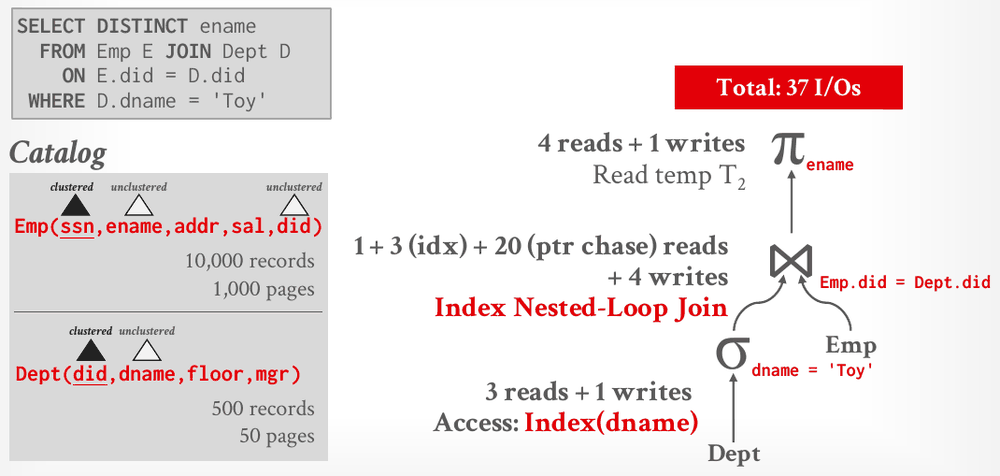 SELECT DISTINCT ename
FROM Emp E JOIN Dept D
ON E.did = D.did
WHERE D.dname = 'Toy'
Catalog
clustered unclustered unclustered
Emp(ssn,ename,addr,sal,did)
10,000 records
1,000 pages
clustered unclustered
Dept(did,dname,floor,mgr)
500 records
50 pages
Total: 37 I/Os
4 reads + 1 writes
Read temp T₂
π ename
1 + 3 (idx) + 20 (ptr chase) reads
+ 4 writes
Index Nested-Loop Join
⋈ Emp.did = Dept.did
σ dname = 'Toy'
Emp
3 reads + 1 writes
Access: Index(dname)
Dept